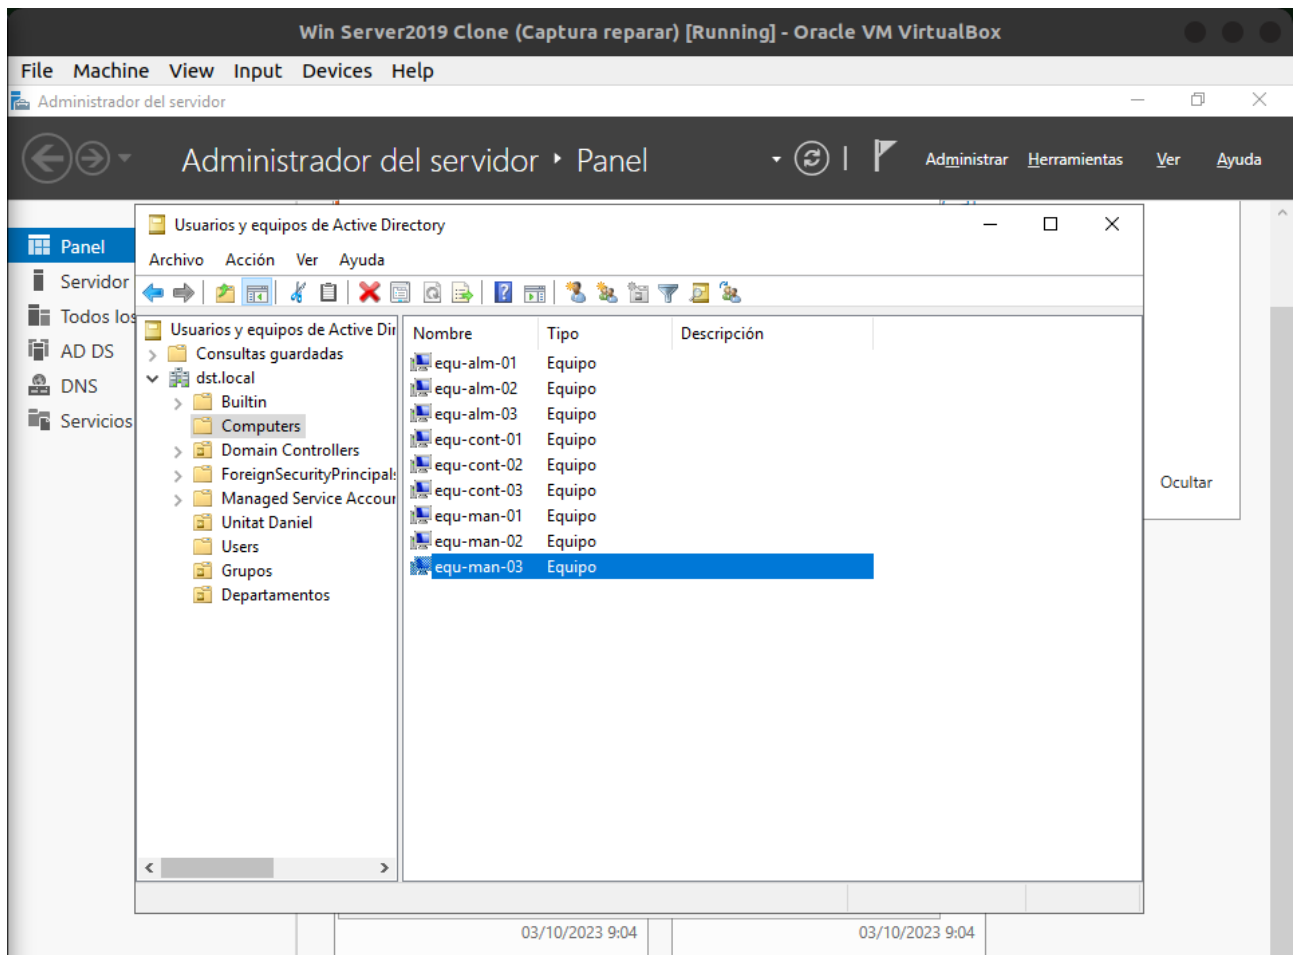 Win Server2019 Clone (Captura reparar) [Running] - Oracle VM VirtualBox
File Machine View Input Devices Help
Administrador del servidor
Administrador del servidor Panel
Administrar Herramientas Ver Ayuda
Panel
Servidor
Todos los
AD DS
DNS
Servicios
Usuarios y equipos de Active Directory
Archivo Acción Ver Ayuda
Usuarios y equipos de Active Dir
Consultas guardadas
dst.local
Builtin
Computers
Domain Controllers
ForeignSecurityPrincipals
Managed Service Accour
Unitat Daniel
Users
Grupos
Departamentos
Nombre Tipo Descripción
equ-alm-01 Equipo
equ-alm-02 Equipo
equ-alm-03 Equipo
equ-cont-01 Equipo
equ-cont-02 Equipo
equ-cont-03 Equipo
equ-man-01 Equipo
equ-man-02 Equipo
equ-man-03 Equipo
Ocultar
03/10/2023 9:04
03/10/2023 9:04